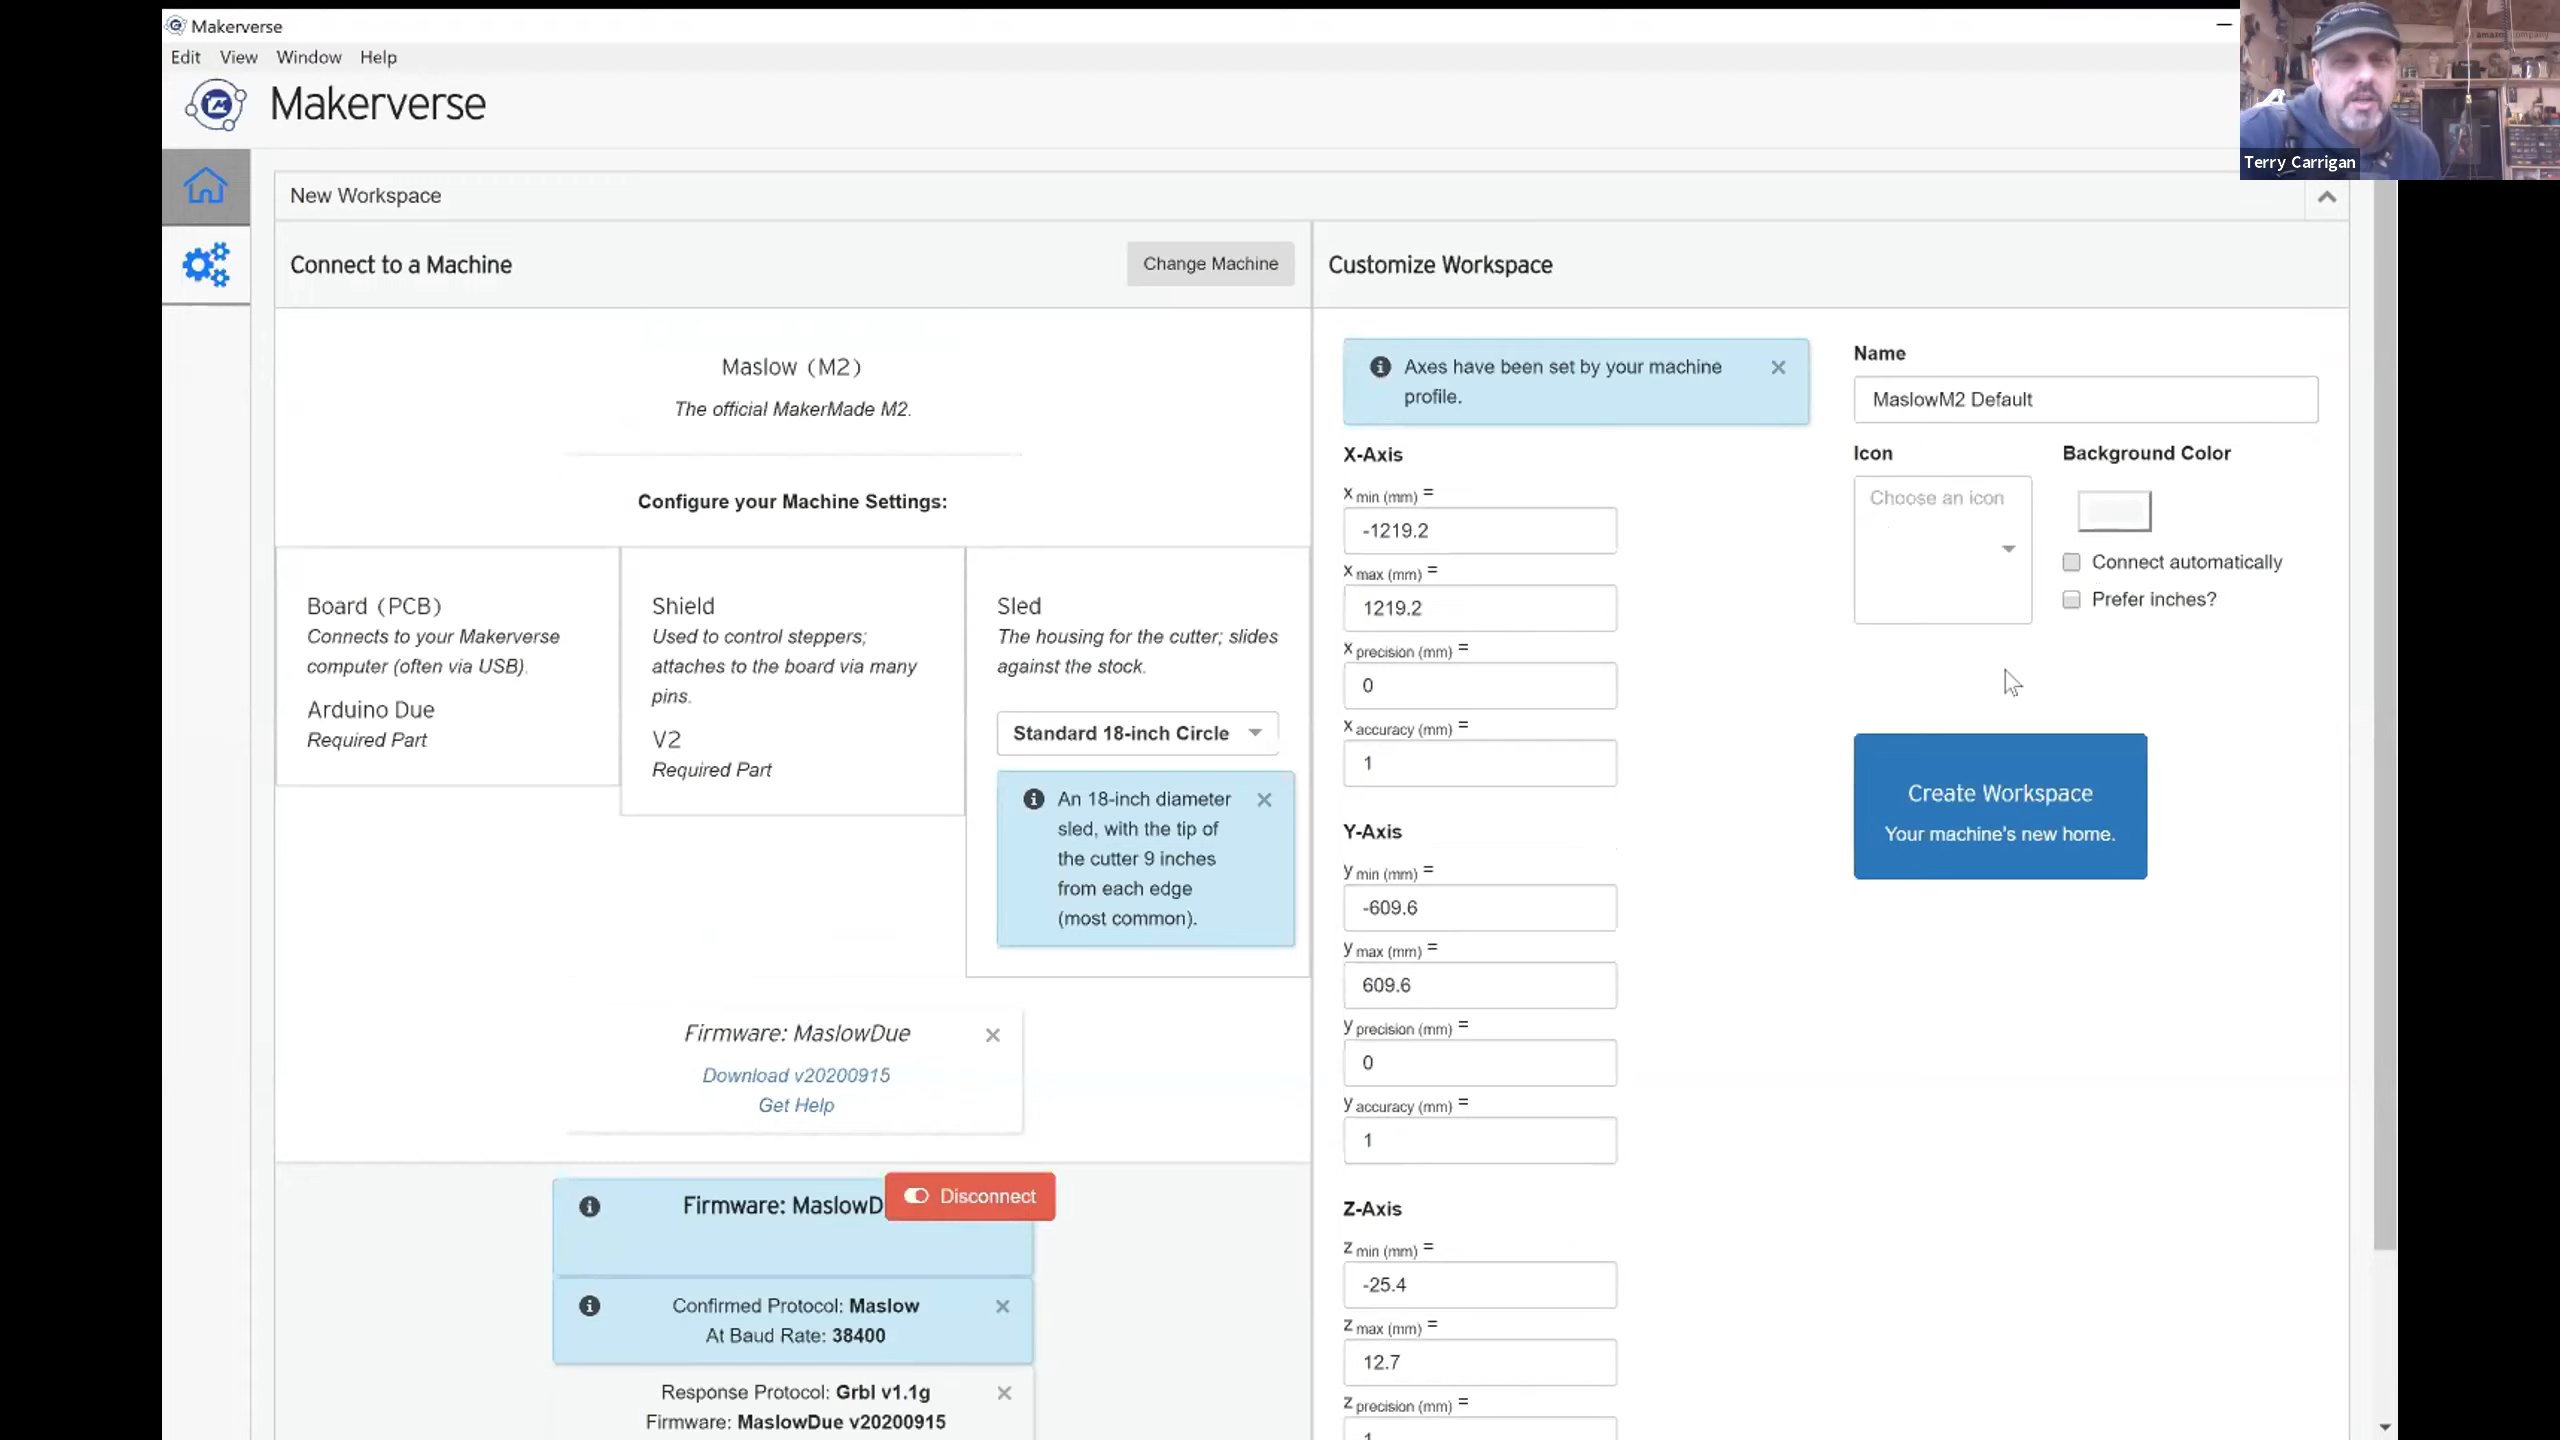 Makerverse
Edit View Window Help
Makerverse
Terry Carrigan
New Workspace
Connect to a Machine
Change Machine
Customize Workspace
Maslow (M2)
The official MakerMade M2.
Configure your Machine Settings:
Board (PCB)
Connects to your Makerverse
computer (often via USB).
Arduino Due
Required Part
Shield
Used to control steppers;
attaches to the board via many
pins.
V2
Required Part
Sled
The housing for the cutter; slides
against the stock.
Standard 18-inch Circle
An 18-inch diameter
sled, with the tip of
the cutter 9 inches
from each edge
(most common).
Firmware: MaslowDue
Download v20200915
Get Help
Firmware: MaslowD
Disconnect
Confirmed Protocol: Maslow
At Baud Rate: 38400
Response Protocol: Grbl v1.1g
Firmware: MaslowDue v20200915
Axes have been set by your machine
profile.
X-Axis
x min (mm) =
-1219.2
x max (mm) =
1219.2
x precision (mm) =
0
x accuracy (mm) =
1
Y-Axis
y min (mm) =
-609.6
y max (mm) =
609.6
y precision (mm) =
0
y accuracy (mm) =
1
Z-Axis
z min (mm) =
-25.4
z max (mm) =
12.7
z precision (mm) =
Name
MaslowM2 Default
Icon
Choose an icon
Background Color
Connect automatically
Prefer inches?
Create Workspace
Your machine's new home.